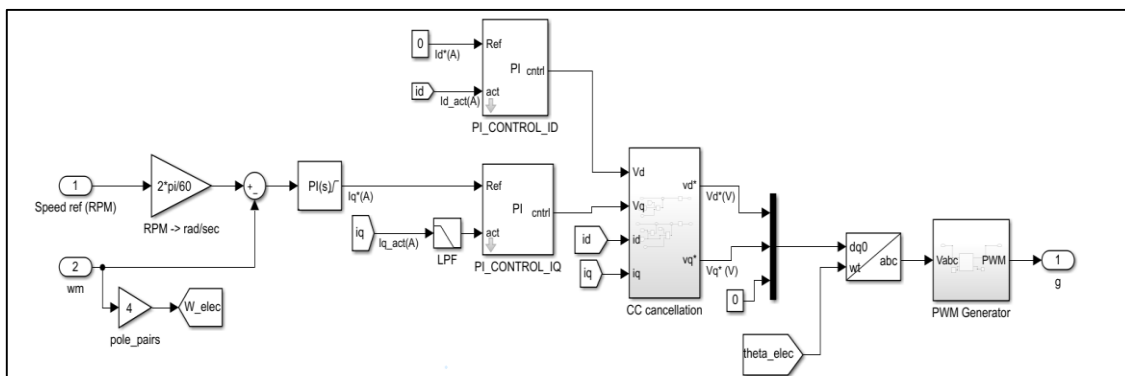 0
Id*(A)
Ref
PI
cntrl
id
Id_act(A)
act
PI_CONTROL_ID
1
Speed ref (RPM)
2*pi/60
RPM -> rad/sec
+
−
PI(s)
Iq*(A)
Ref
PI
cntrl
iq
Iq_act(A)
LPF
act
PI_CONTROL_IQ
2
wm
4
pole_pairs
W_elec
Vd
Vq
id
iq
id
iq
vd*
Vd*(V)
vq*
Vq* (V)
CC cancellation
0
theta_elec
dq0
wt
abc
Vabc
PWM
PWM Generator
1
g